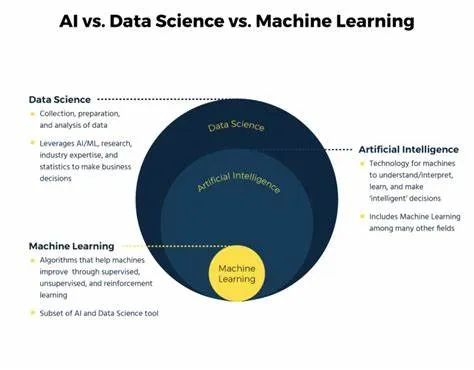 AI vs. Data Science vs. Machine Learning
Data Science
Collection, preparation,
and analysis of data
Leverages AI/ML, research,
industry expertise, and
statistics to make business
decisions
Data Science
Artificial Intelligence
Artificial Intelligence
Technology for machines
to understand/interpret,
learn, and make
'intelligent' decisions
Includes Machine Learning
among many other fields
Machine Learning
Algorithms that help machines
improve through supervised,
unsupervised, and reinforcement
learning
Subset of AI and Data Science tool
Machine
Learning